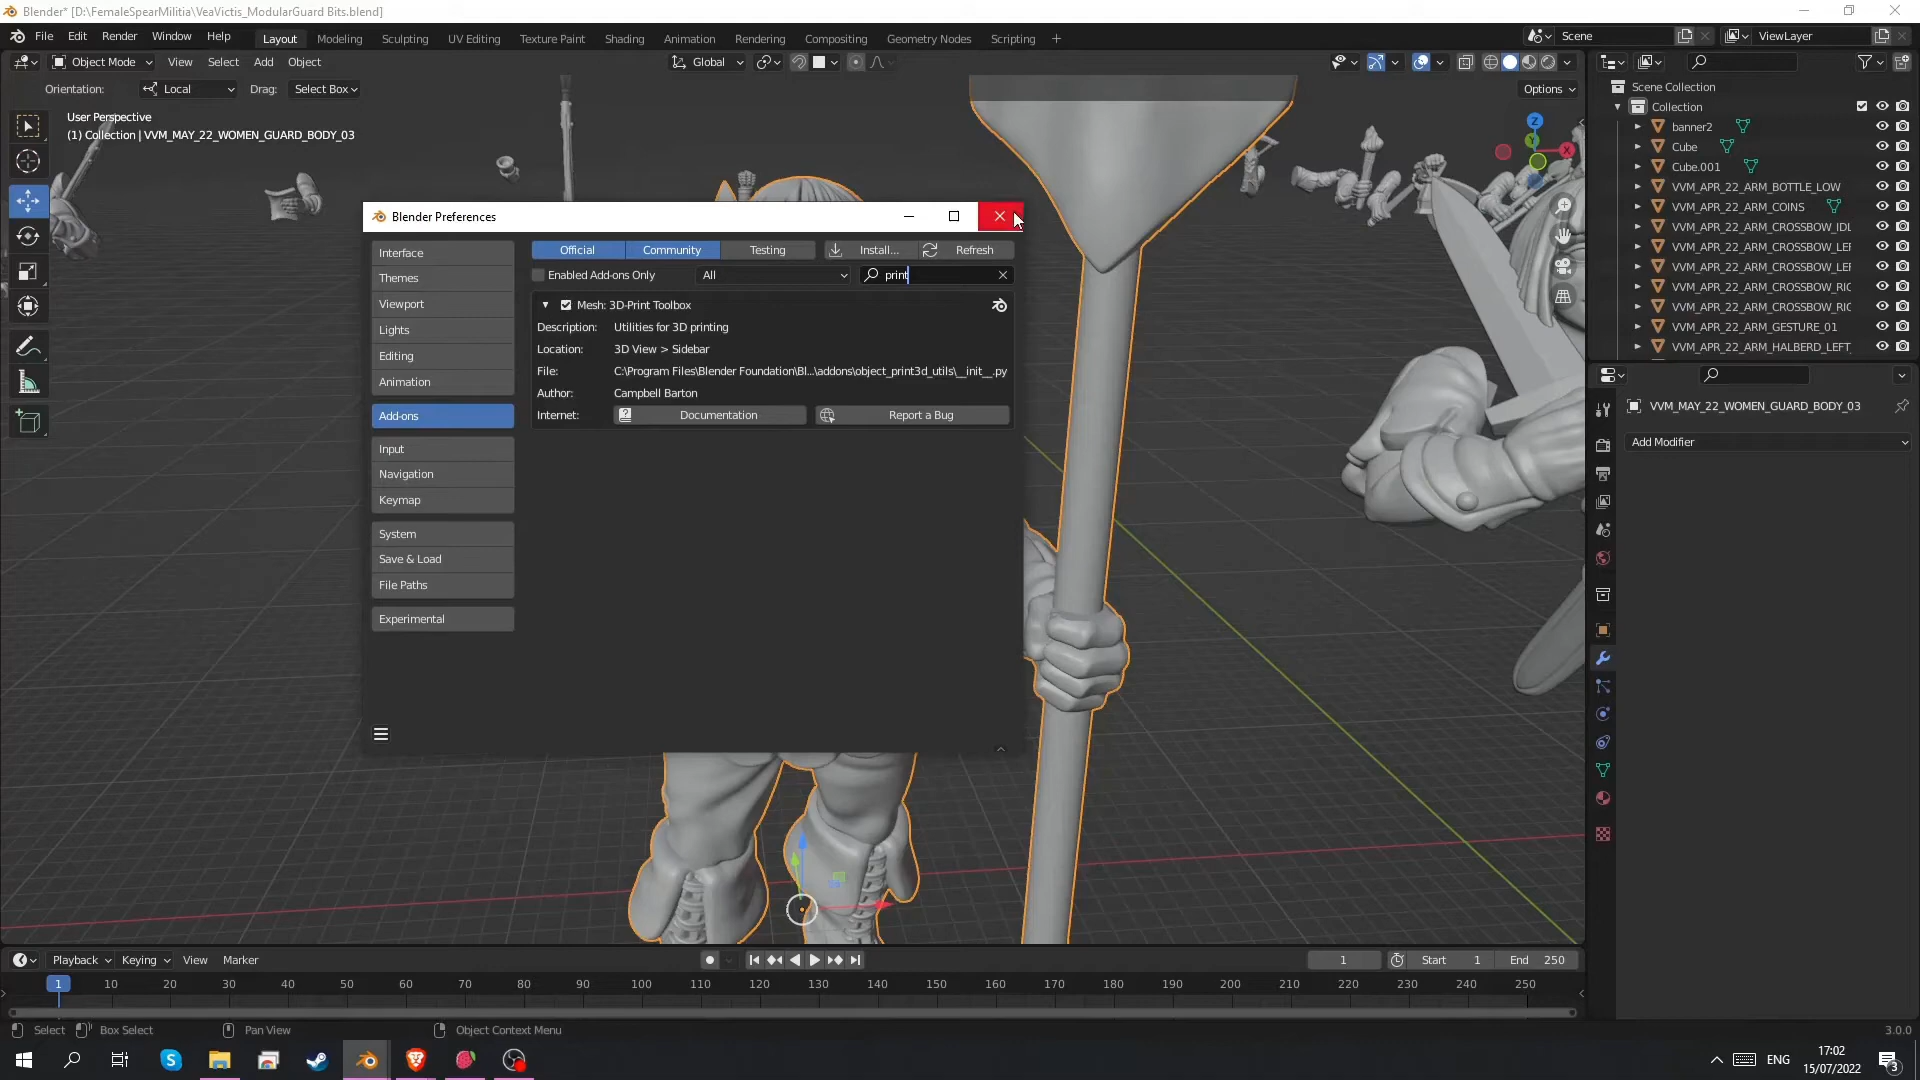 Blender* [D:\FemaleSpearMilitia\VeaVictis_ModularGuard Bits.blend]
File Edit Render Window Help
Layout Modeling Sculpting UV Editing Texture Paint Shading Animation Rendering Compositing Geometry Nodes Scripting +
Scene
ViewLayer
Object Mode View Select Add Object
Global
Orientation: Local Drag: Select Box
Options
User Perspective
(1) Collection | VVM_MAY_22_WOMEN_GUARD_BODY_03
Z
Y
X
Scene Collection
Collection
banner2
Cube
Cube.001
VVM_APR_22_ARM_BOTTLE_LOW
VVM_APR_22_ARM_COINS
VVM_APR_22_ARM_CROSSBOW_IDL
VVM_APR_22_ARM_CROSSBOW_LEF
VVM_APR_22_ARM_CROSSBOW_LEF
VVM_APR_22_ARM_CROSSBOW_RIC
VVM_APR_22_ARM_CROSSBOW_RIC
VVM_APR_22_ARM_GESTURE_01
VVM_APR_22_ARM_HALBERD_LEFT_
VVM_MAY_22_WOMEN_GUARD_BODY_03
Add Modifier
Blender Preferences
Interface
Themes
Viewport
Lights
Editing
Animation
Add-ons
Input
Navigation
Keymap
System
Save & Load
File Paths
Experimental
Official Community Testing Install... Refresh
Enabled Add-ons Only All print
Mesh: 3D-Print Toolbox
Description: Utilities for 3D printing
Location: 3D View > Sidebar
File: C:\Program Files\Blender Foundation\Bl...\addons\object_print3d_utils\__init__.py
Author: Campbell Barton
Internet: Documentation Report a Bug
Playback Keying View Marker
1 Start 1 End 250
1 10 20 30 40 50 60 70 80 90 100 110 120 130 140 150 160 170 180 190 200 210 220 230 240 250
Select Box Select Pan View Object Context Menu
3.0.0
ENG
17:02
15/07/2022
3